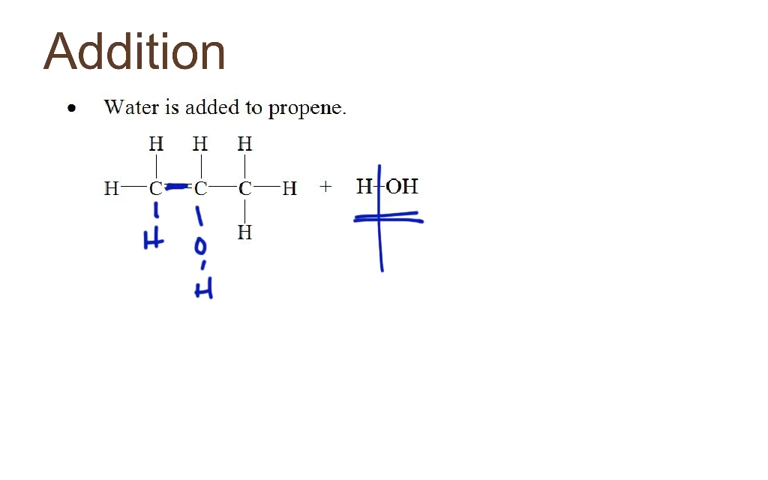 Addition
• Water is added to propene.
H H H
H—C=C—C—H + H-OH
H O H
H